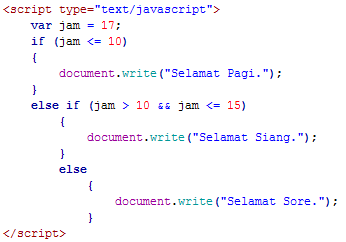 <script type="text/javascript">
    var jam = 17;
    if (jam <= 10)
    {
        document.write("Selamat Pagi.");
    }
    else if (jam > 10 && jam <= 15)
        {
            document.write("Selamat Siang.");
        }
        else
            {
                document.write("Selamat Sore.");
            }
</script>